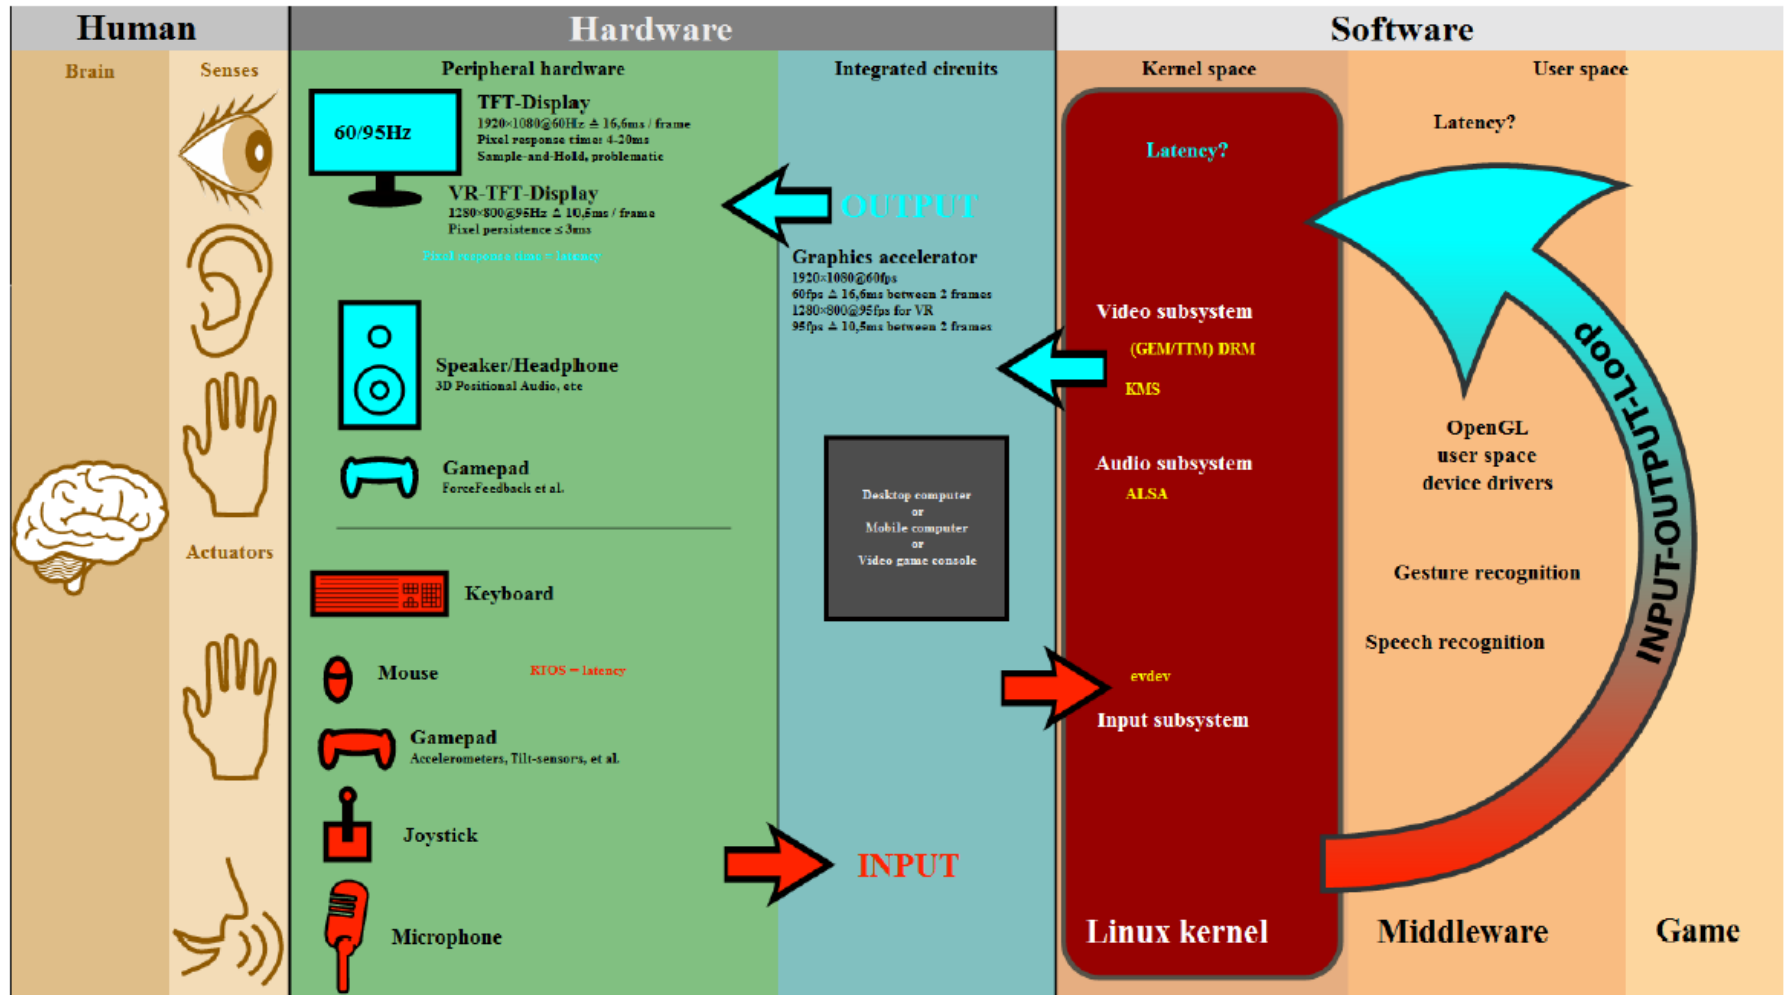 Human
Hardware
Software
Brain
Senses
Peripheral hardware
Integrated circuits
Kernel space
User space
60/95Hz
TFT-Display
1920×1080@60Hz ≙ 16,6ms / frame
Pixel response time: 4-20ms
Sample-and-Hold, problematic
VR-TFT-Display
1280×800@95Hz ≙ 10,5ms / frame
Pixel persistence ≤ 3ms
Pixel response time = latency
OUTPUT
Graphics accelerator
1920×1080@60fps
60fps ≙ 16,6ms between 2 frames
1280×800@95fps for VR
95fps ≙ 10,5ms between 2 frames
Latency?
Latency?
Video subsystem
(GEM/TTM) DRM
KMS
Speaker/Headphone
3D Positional Audio, etc
Gamepad
ForceFeedback et al.
Audio subsystem
ALSA
OpenGL
user space
device drivers
INPUT-OUTPUT-Loop
Desktop computer
or
Mobile computer
or
Video game console
Actuators
Keyboard
Gesture recognition
Speech recognition
Mouse
RTOS = latency
evdev
Input subsystem
Gamepad
Accelerometers, Tilt-sensors, et al.
Joystick
INPUT
Microphone
Linux kernel
Middleware
Game